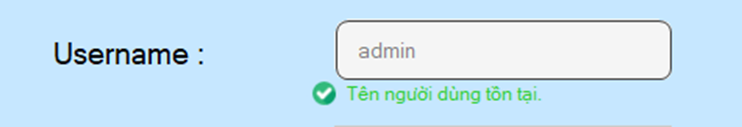 Username :
admin
Tên người dùng tồn tại.